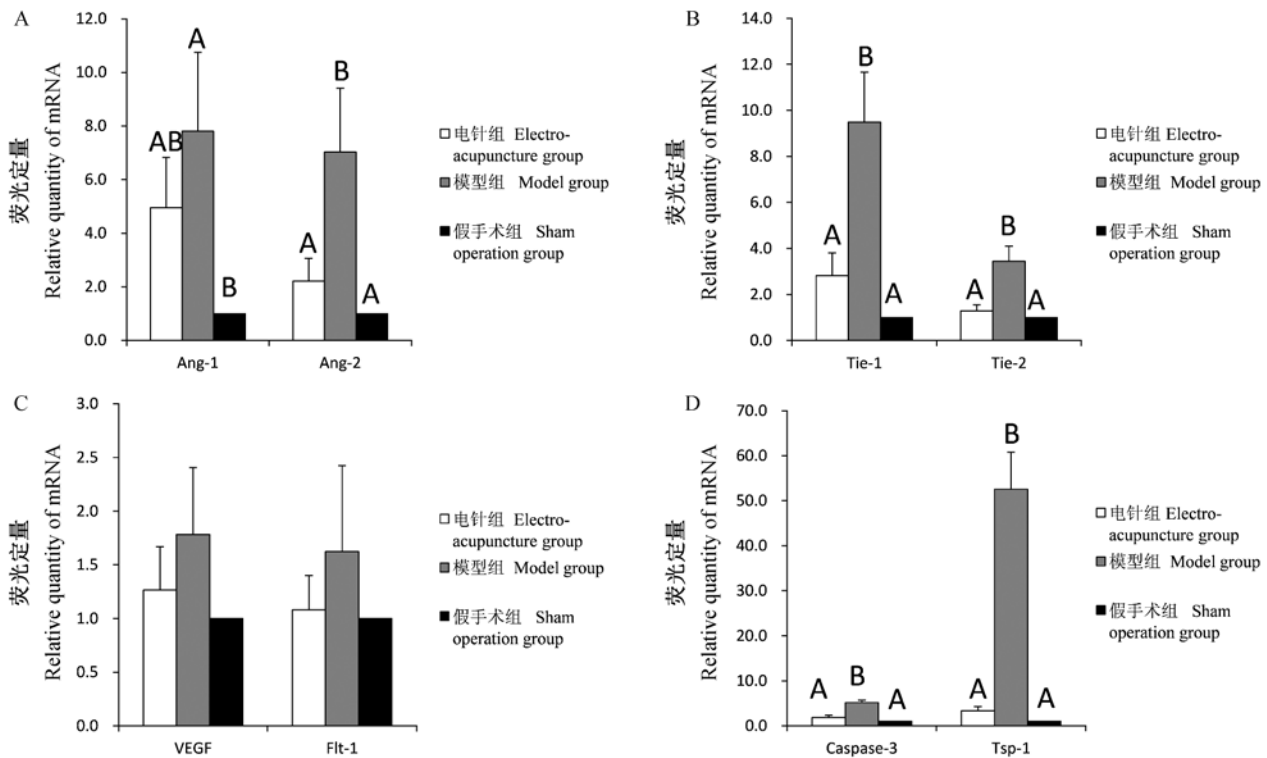 A
荧光定量
Relative quantity of mRNA
12.0
10.0
8.0
6.0
4.0
2.0
0.0
AB
A
B
A
B
A
Ang-1
Ang-2
电针组 Electro-
acupuncture group
模型组 Model group
假手术组 Sham
operation group
B
荧光定量
Relative quantity of mRNA
14.0
12.0
10.0
8.0
6.0
4.0
2.0
0.0
A
B
A
A
B
A
Tie-1
Tie-2
电针组 Electro-
acupuncture group
模型组 Model group
假手术组 Sham
operation group
C
荧光定量
Relative quantity of mRNA
3.0
2.5
2.0
1.5
1.0
0.5
0.0
VEGF
Flt-1
电针组 Electro-
acupuncture group
模型组 Model group
假手术组 Sham
operation group
D
荧光定量
Relative quantity of mRNA
70.0
60.0
50.0
40.0
30.0
20.0
10.0
0.0
A
B
A
A
B
A
Caspase-3
Tsp-1
电针组 Electro-
acupuncture group
模型组 Model group
假手术组 Sham
operation group